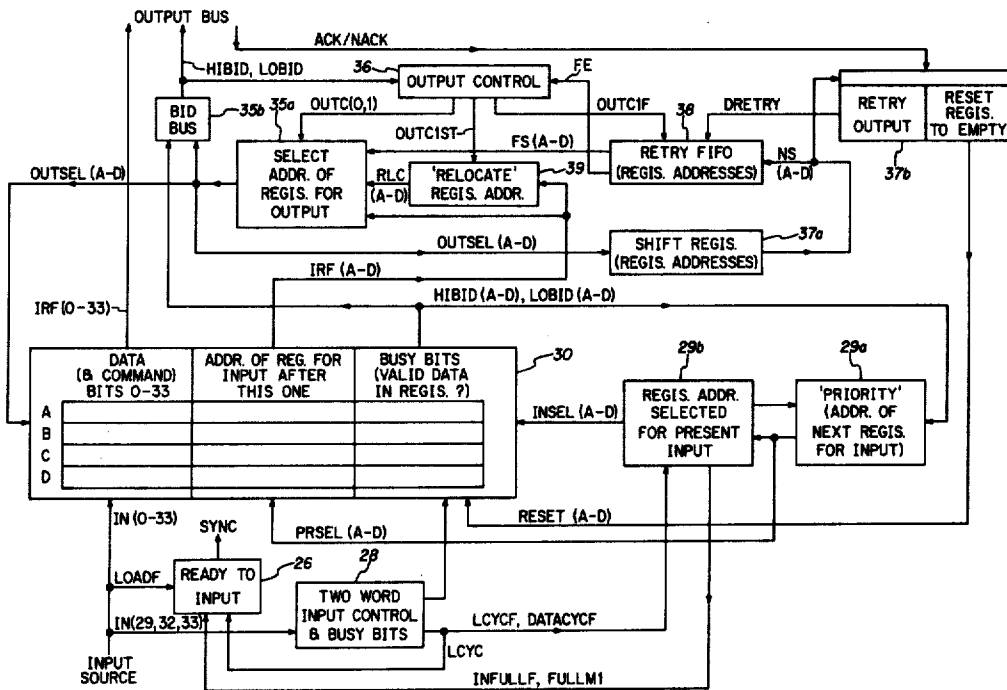 OUTPUT BUS
ACK/NACK
HIBID, LOBID
36
OUTPUT CONTROL
FE
BID
BUS
35b
35a
OUTC(0,1)
OUTC1ST
OUTC1F
38
DRETRY
RETRY
OUTPUT
RESET
REGIS.
TO EMPTY
37b
SELECT
ADDR. OF
REGIS. FOR
OUTPUT
FS (A-D)
RETRY FIFO
(REGIS. ADDRESSES)
NS
(A-D)
RLC
(A-D)
'RELOCATE'
REGIS. ADDR.
39
OUTSEL (A-D)
OUTSEL (A-D)
SHIFT REGIS.
(REGIS. ADDRESSES)
37a
IRF (A-D)
HIBID (A-D), LOBID (A-D)
IRF (0-33)
DATA
(& COMMAND)
BITS 0-33
ADDR. OF REG. FOR
INPUT AFTER
THIS ONE
BUSY BITS
(VALID DATA
IN REGIS. ?)
30
A
B
C
D
INSEL (A-D)
29b
REGIS. ADDR.
SELECTED
FOR PRESENT
INPUT
29a
'PRIORITY'
(ADDR. OF
NEXT REGIS.
FOR INPUT)
IN (0-33)
PRSEL (A-D)
RESET (A-D)
SYNC
LOADF
READY TO
INPUT
26
28
TWO WORD
INPUT CONTROL
& BUSY BITS
IN(29,32,33)
LCYCF, DATACYCF
LCYC
INPUT
SOURCE
INFULLF, FULLM1